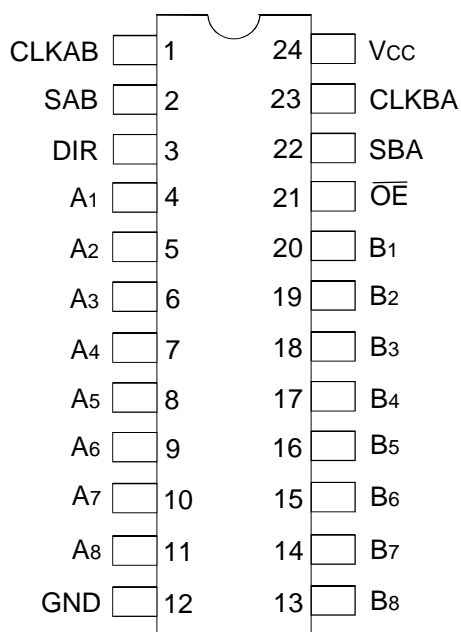 CLKAB 1 24 VCC
SAB 2 23 CLKBA
DIR 3 22 SBA
A1 4 21 O̅E̅
A2 5 20 B1
A3 6 19 B2
A4 7 18 B3
A5 8 17 B4
A6 9 16 B5
A7 10 15 B6
A8 11 14 B7
GND 12 13 B8